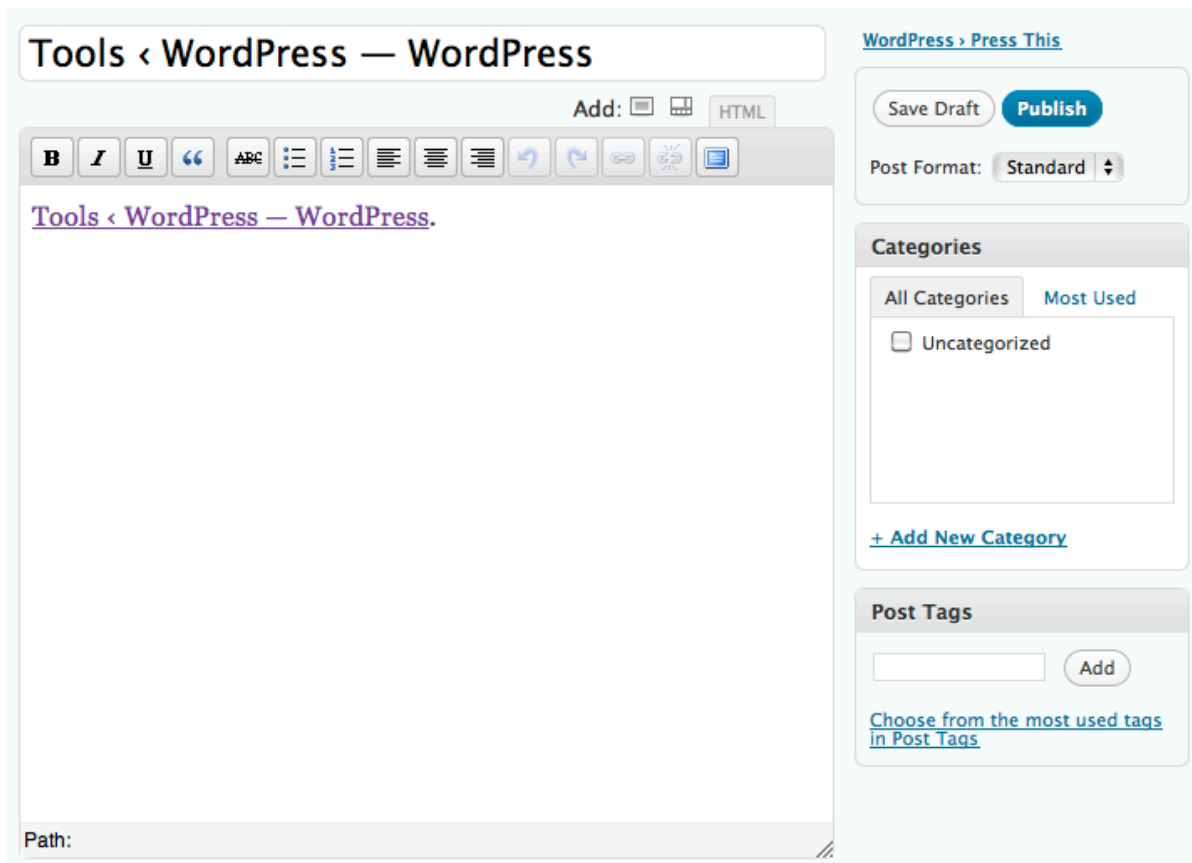 Tools ‹ WordPress — WordPress
WordPress › Press This
Add:
HTML
Save Draft
Publish
B I U ABC
Post Format: Standard
Tools ‹ WordPress — WordPress.
Categories
All Categories
Most Used
Uncategorized
+ Add New Category
Post Tags
Add
Choose from the most used tags
in Post Tags
Path: